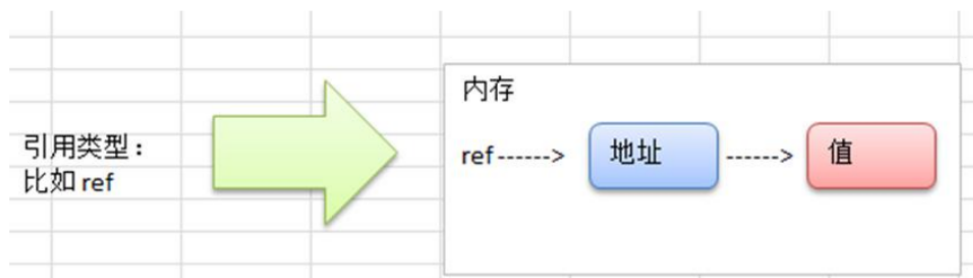 引用类型：
比如 ref
内存
ref ------> 地址 ------> 值